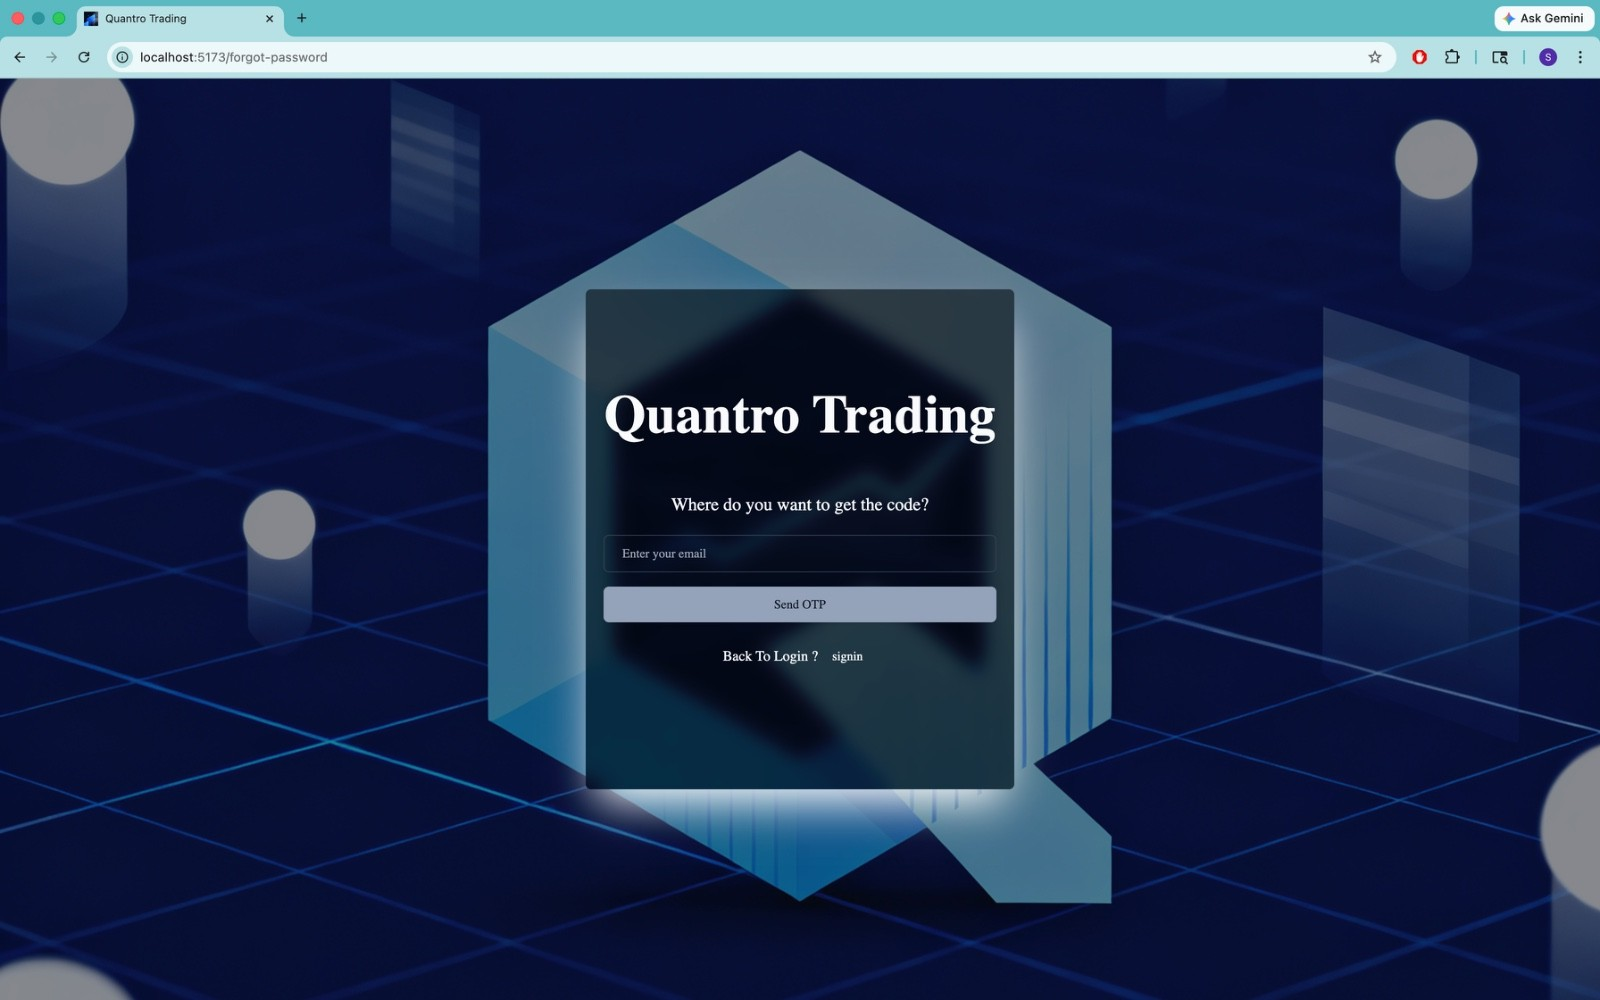 Quantro Trading
Ask Gemini
localhost:5173/forgot-password
S
Quantro Trading
Where do you want to get the code?
Enter your email
Send OTP
Back To Login ? signin